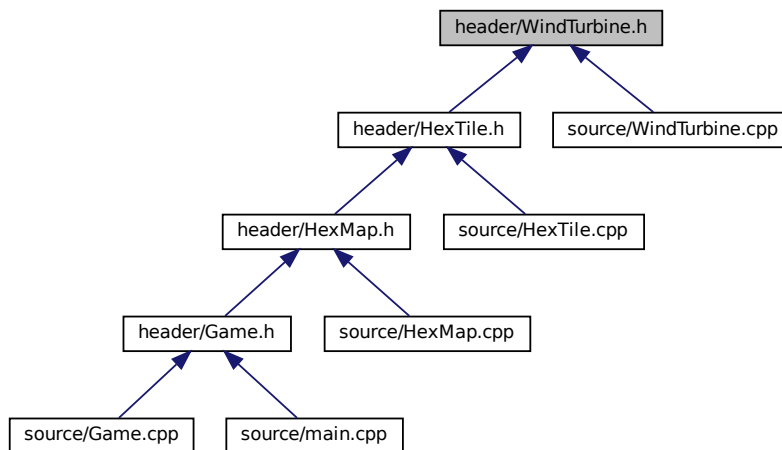 header/WindTurbine.h
header/HexTile.h
source/WindTurbine.cpp
header/HexMap.h
source/HexTile.cpp
header/Game.h
source/HexMap.cpp
source/Game.cpp
source/main.cpp